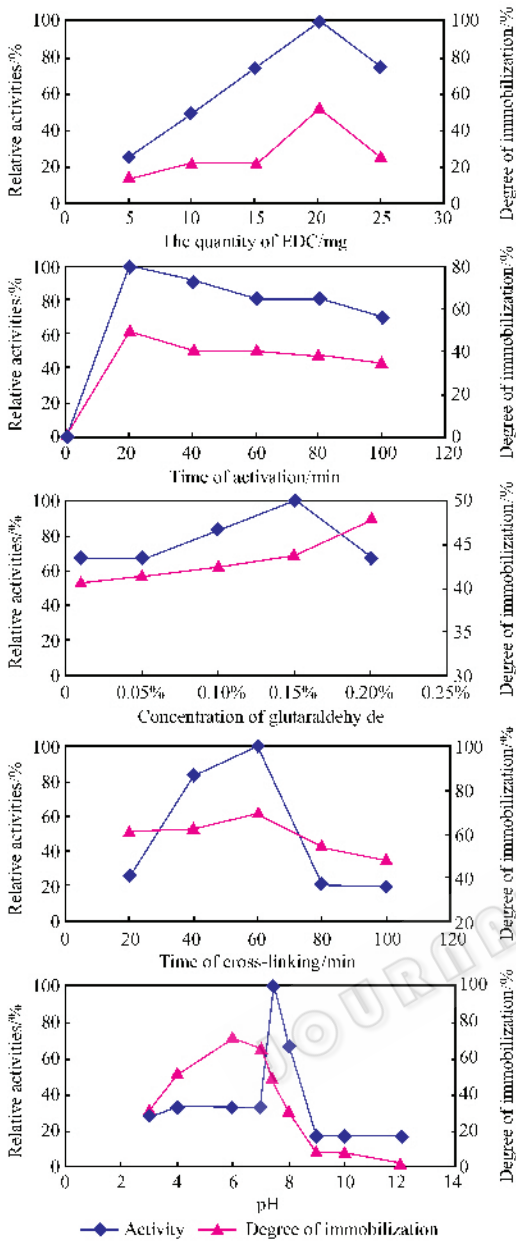 Relative activities/%
100
80
60
40
20
0
0 5 10 15 20 25 30
The quantity of EDC/mg
100
80
60
40
20
0
Degree of immobilization/%
Relative activities/%
100
80
60
40
20
0
0 20 40 60 80 100 120
Time of activation/min
80
60
40
20
0
Degree of immobilization/%
Relative activities/%
100
80
60
40
20
0
0 0.05% 0.10% 0.15% 0.20% 0.25%
Concentration of glutaraldehy de
50
45
40
35
30
Degree of immobilization/%
Relative activities/%
100
80
60
40
20
0
0 20 40 60 80 100 120
Time of cross-linking/min
100
80
60
40
20
Degree of immobilization/%
Relative activities/%
100
80
60
40
20
0
0 2 4 6 8 10 12 14
pH
100
80
60
40
20
0
Degree of immobilization/%
Activity Degree of immobilization
JOURNA